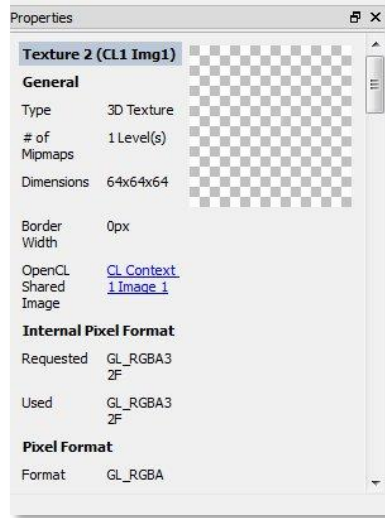 Properties
Texture 2 (CL1 Img1)
General
Type 3D Texture
# of 1 Level(s)
Mipmaps
Dimensions 64x64x64
Border 0px
Width
OpenCL CL Context
Shared 1 Image 1
Image
Internal Pixel Format
Requested GL_RGBA3
2F
Used GL_RGBA3
2F
Pixel Format
Format GL_RGBA